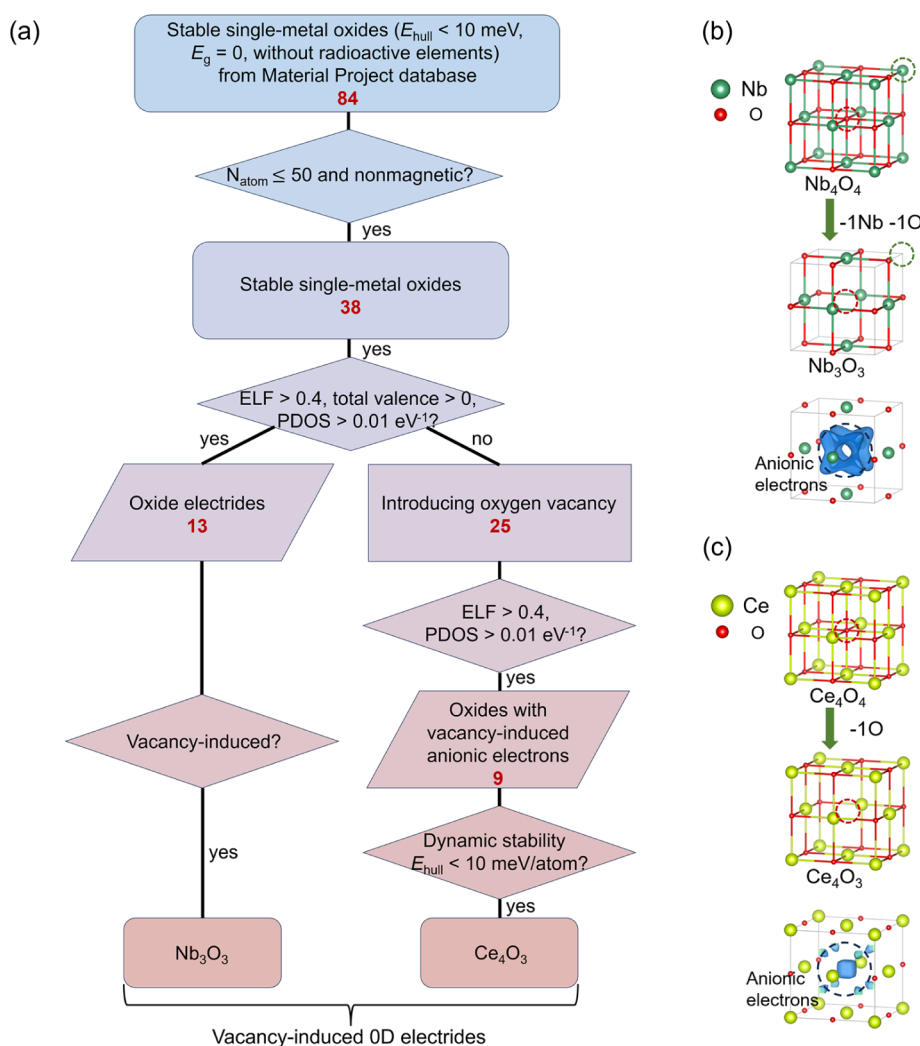 (a)
Stable single-metal oxides (E_hull < 10 meV,
E_g = 0, without radioactive elements)
from Material Project database
84
N_atom ≤ 50 and nonmagnetic?
yes
Stable single-metal oxides
38
yes
ELF > 0.4, total valence > 0,
PDOS > 0.01 eV⁻¹?
yes
no
Oxide electrides
13
Introducing oxygen vacancy
25
ELF > 0.4,
PDOS > 0.01 eV⁻¹?
yes
Oxides with
vacancy-induced
anionic electrons
9
Vacancy-induced?
Dynamic stability
E_hull < 10 meV/atom?
yes
yes
Nb₃O₃
Ce₄O₃
Vacancy-induced 0D electrides
(b)
Nb
O
Nb₄O₄
-1Nb -1O
Nb₃O₃
Anionic
electrons
(c)
Ce
O
Ce₄O₄
-1O
Ce₄O₃
Anionic
electrons